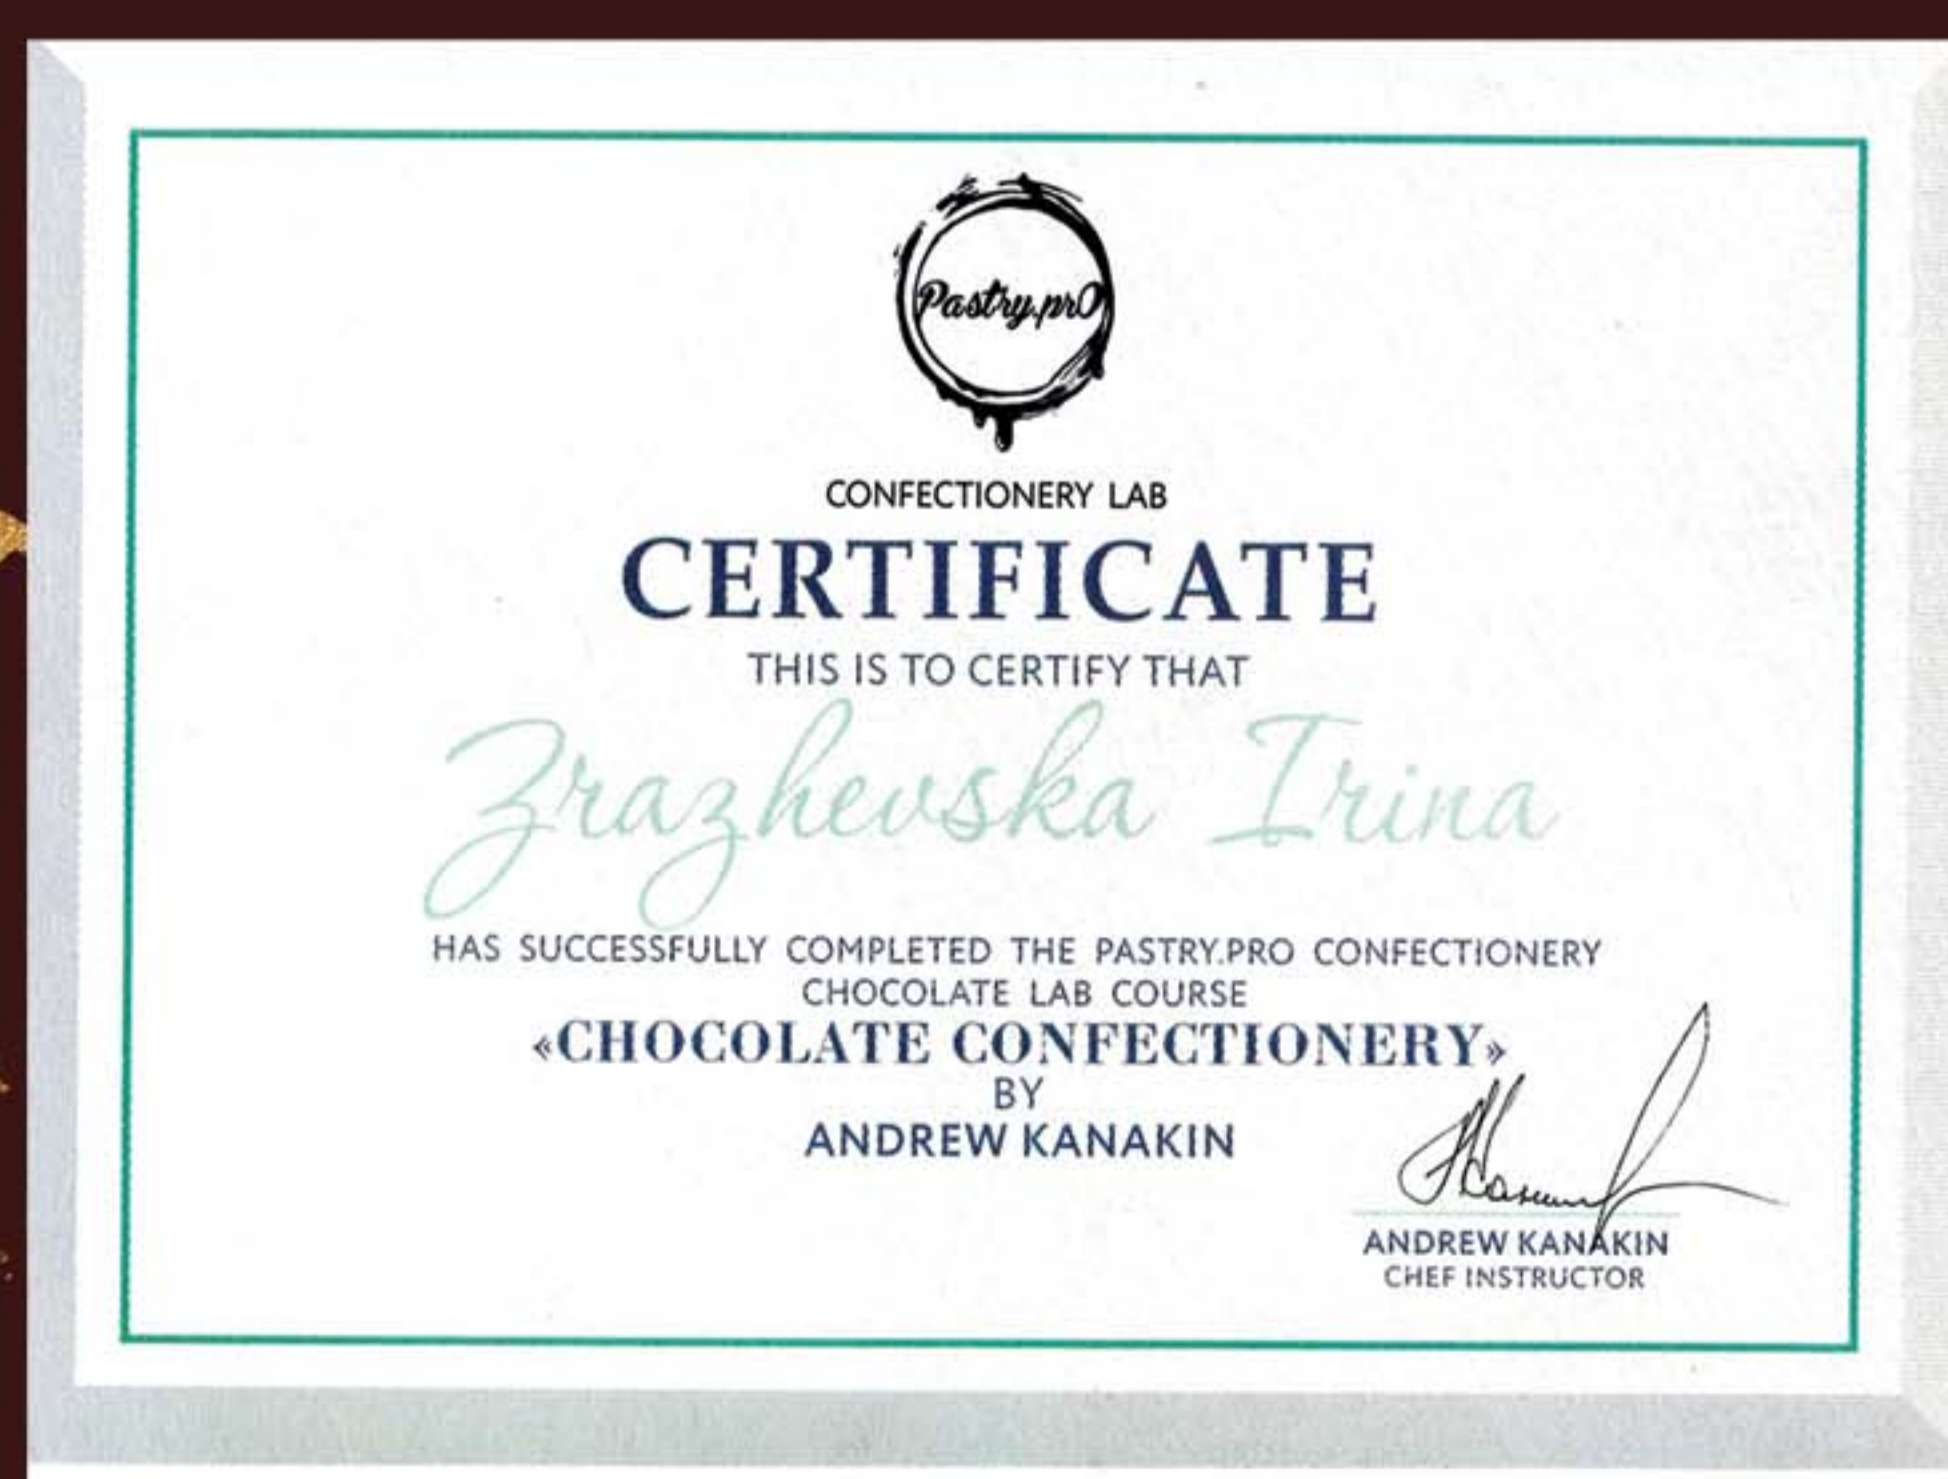 Pastry.prO
CONFECTIONERY LAB
CERTIFICATE
THIS IS TO CERTIFY THAT
Zrazhevska Irina
HAS SUCCESSFULLY COMPLETED THE PASTRY.PRO CONFECTIONERY
CHOCOLATE LAB COURSE
«CHOCOLATE CONFECTIONERY»
BY
ANDREW KANAKIN
ANDREW KANAKIN
CHEF INSTRUCTOR